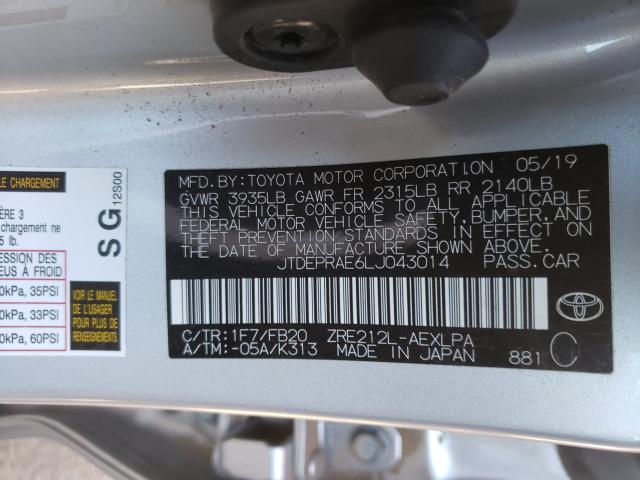 LE CHARGEMENT
ÈRE 3
chargement ne
5 lb.
ESSION DES
EUS À FROID
0kPa, 35PSI
0kPa, 33PSI
0kPa, 60PSI
SG
12S00
VOIR LE MANUEL
DE L'USAGER
POUR PLUS
D'INFORMATIONS
MFD. BY: TOYOTA MOTOR CORPORATION 05/19
GVWR 3935LB GAWR FR 2315LB RR 2140LB
THIS VEHICLE CONFORMS TO ALL APPLICABLE
FEDERAL MOTOR VEHICLE SAFETY, BUMPER, AND
THEFT PREVENTION STANDARDS IN EFFECT ON
THE DATE OF MANUFACTURE SHOWN ABOVE.
JTDEPRAE6LJ043014 PASS. CAR
C/TR: 1F7/FB20 ZRE212L-AEXLPA
A/TM: -05A/K313 MADE IN JAPAN 881 C
TOYOTA